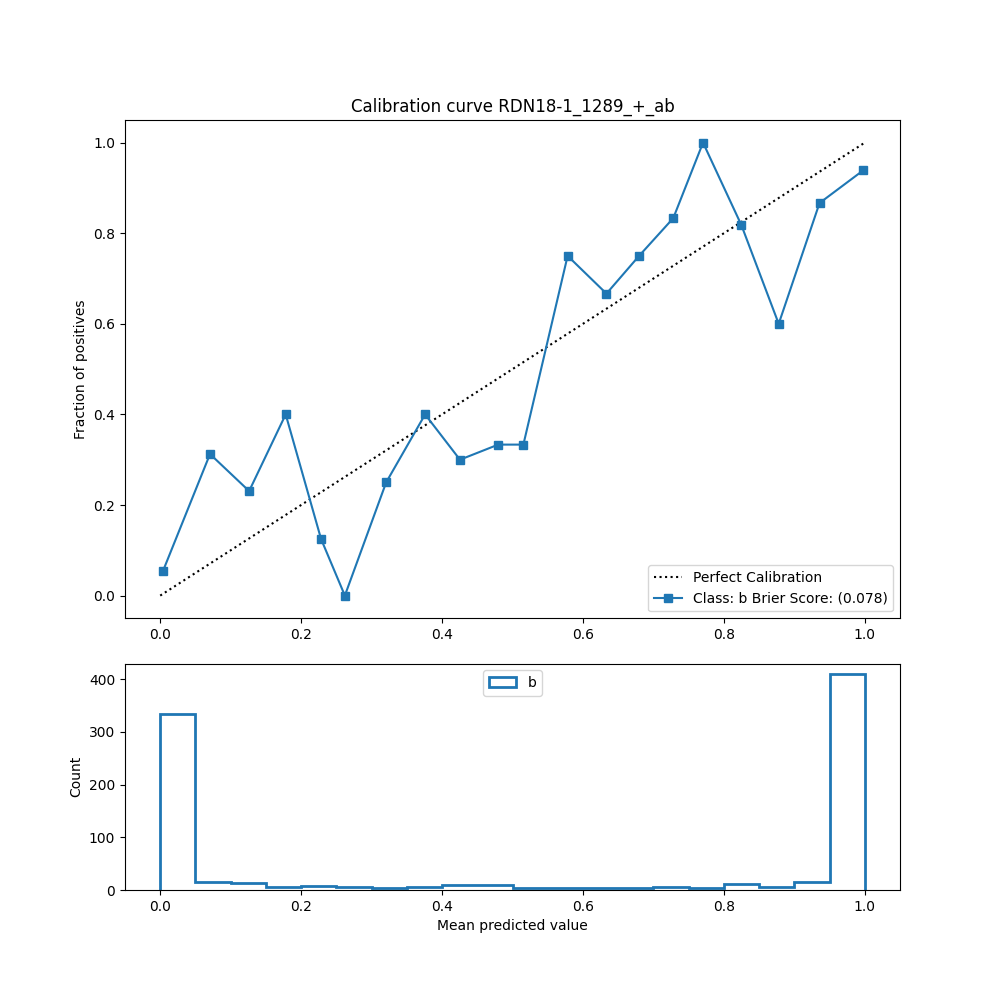 Calibration curve RDN18-1_1289_+_ab
1.0
0.8
0.6
0.4
0.2
0.0
Fraction of positives
Perfect Calibration
Class: b Brier Score: (0.078)
0.0 0.2 0.4 0.6 0.8 1.0
b
400
300
200
100
0
Count
0.0 0.2 0.4 0.6 0.8 1.0
Mean predicted value